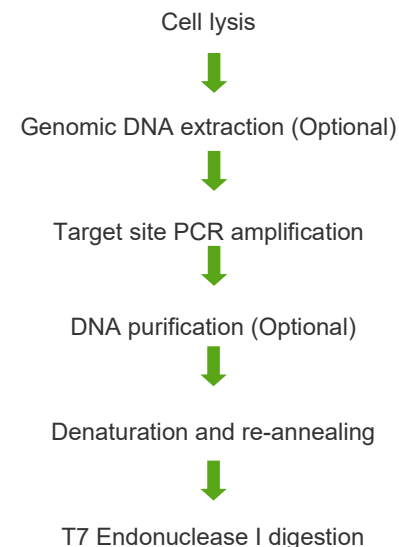 Cell lysis
Genomic DNA extraction (Optional)
Target site PCR amplification
DNA purification (Optional)
Denaturation and re-annealing
T7 Endonuclease I digestion